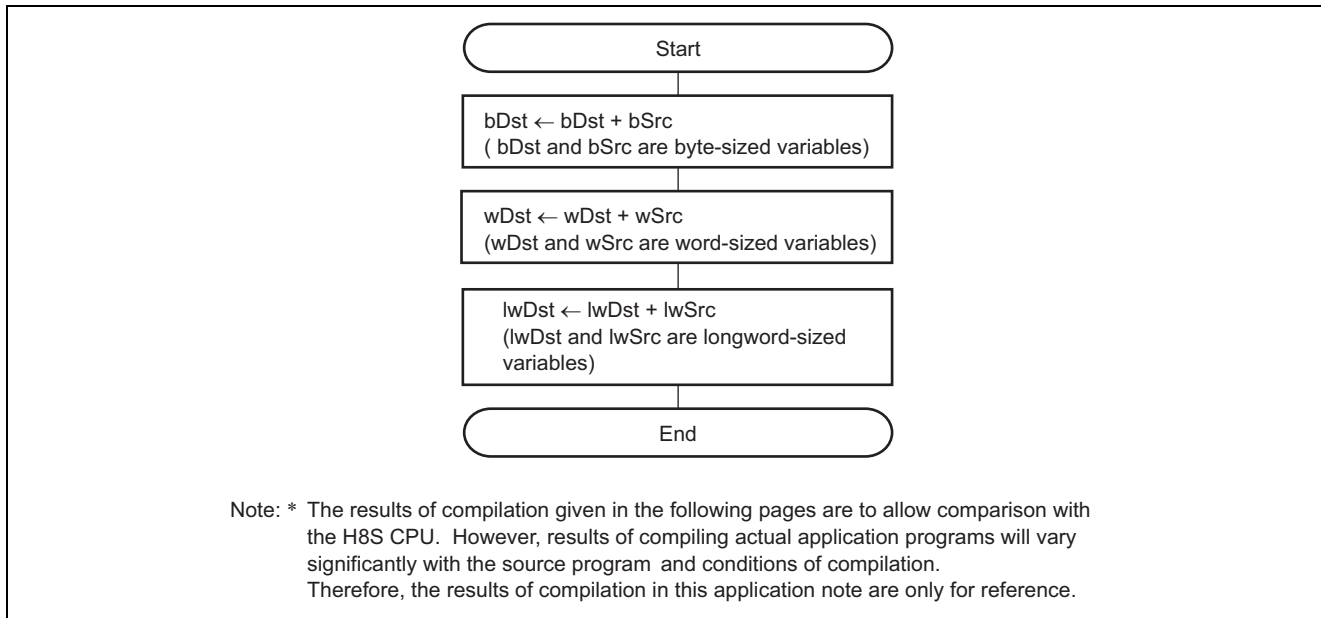 Start
bDst ← bDst + bSrc
( bDst and bSrc are byte-sized variables)
wDst ← wDst + wSrc
(wDst and wSrc are word-sized variables)
lwDst ← lwDst + lwSrc
(lwDst and lwSrc are longword-sized
variables)
End
Note: * The results of compilation given in the following pages are to allow comparison with
the H8S CPU. However, results of compiling actual application programs will vary
significantly with the source program and conditions of compilation.
Therefore, the results of compilation in this application note are only for reference.